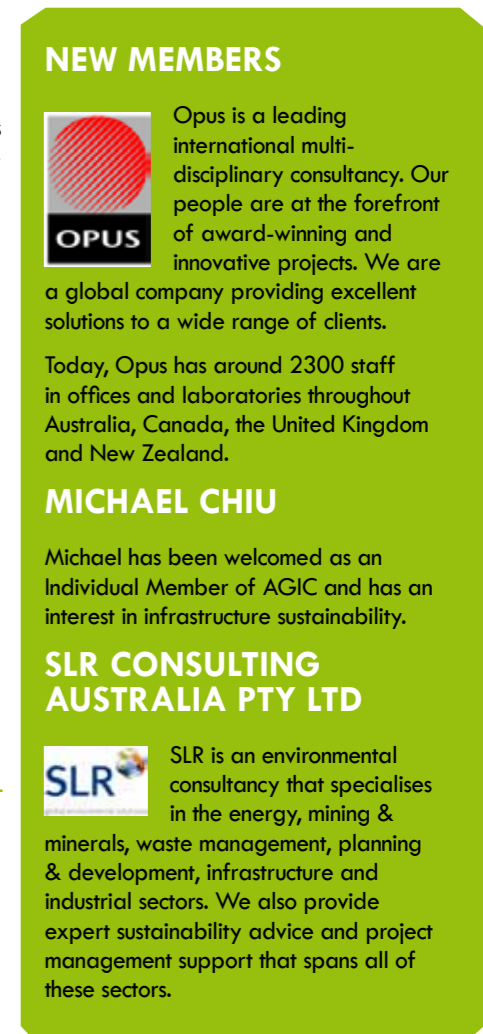 NEW MEMBERS
Opus is a leading
international multi-
disciplinary consultancy. Our
people are at the forefront
of award-winning and
innovative projects. We are
a global company providing excellent
solutions to a wide range of clients.
OPUS
Today, Opus has around 2300 staff
in offices and laboratories throughout
Australia, Canada, the United Kingdom
and New Zealand.
MICHAEL CHIU
Michael has been welcomed as an
Individual Member of AGIC and has an
interest in infrastructure sustainability.
SLR CONSULTING
AUSTRALIA PTY LTD
SLR
SLR is an environmental
consultancy that specialises
in the energy, mining &
minerals, waste management, planning
& development, infrastructure and
industrial sectors. We also provide
expert sustainability advice and project
management support that spans all of
these sectors.